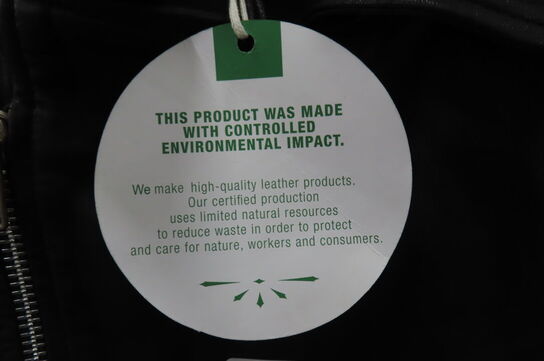 THIS PRODUCT WAS MADE
WITH CONTROLLED
ENVIRONMENTAL IMPACT.
We make high-quality leather products.
Our certified production
uses limited natural resources
to reduce waste in order to protect
and care for nature, workers and consumers.